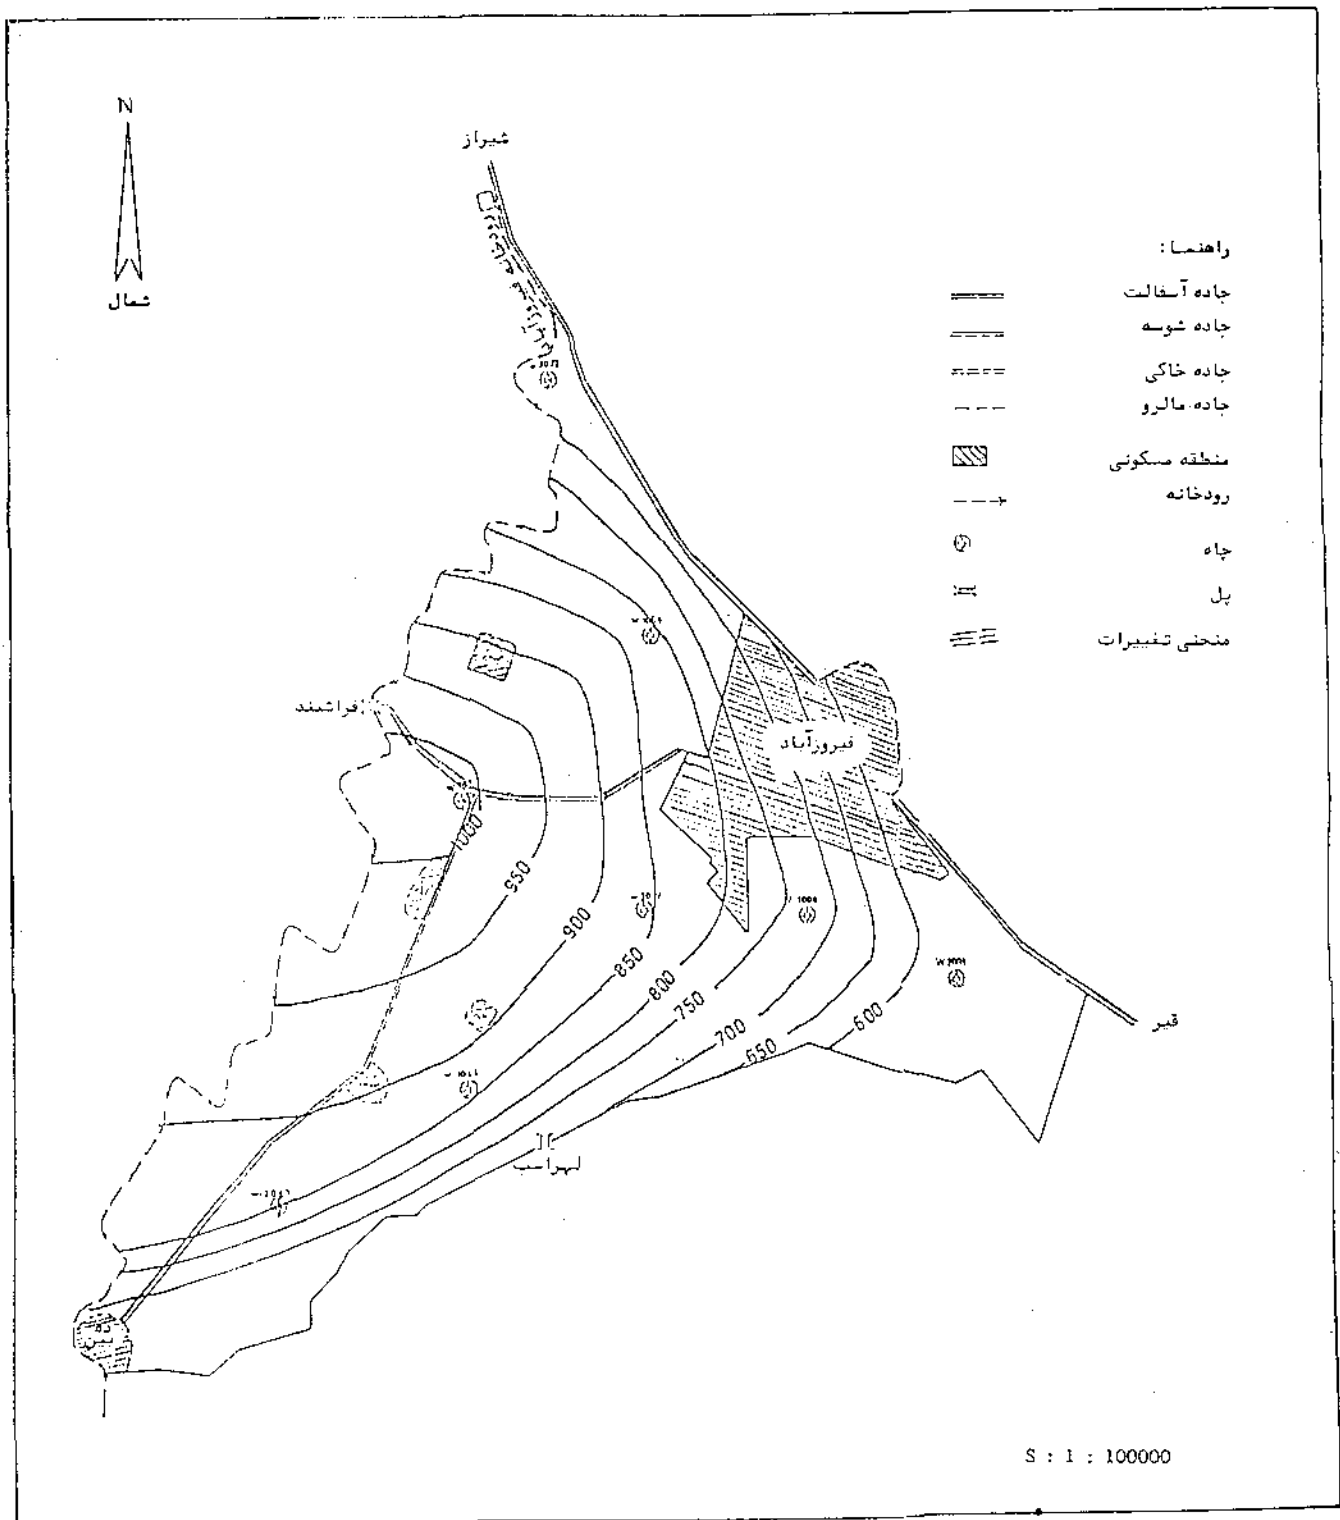 N
شمال
شیراز
راهنمـا :
جاده آسفالت
جاده شوسه
جاده خاکی
جاده مالرو
منطقه مسکونی
رودخانه
چاه
پل
منحنی تغییرات
فراشبند
فیروزآباد
1000
950
900
850
800
750
700
650
600
قیر
لهراسب
S : 1 : 100000